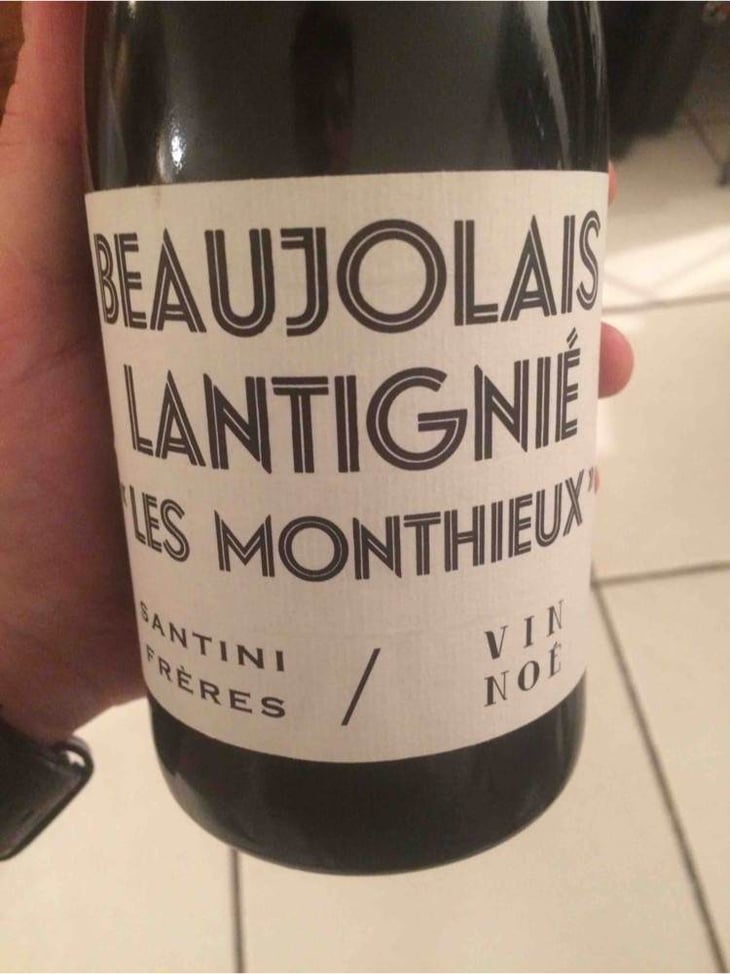 BEAUJOLAIS
LANTIGNIÉ
"LES MONTHIEUX"
SANTINI
FRÈRES
/
VIN
NOÉ